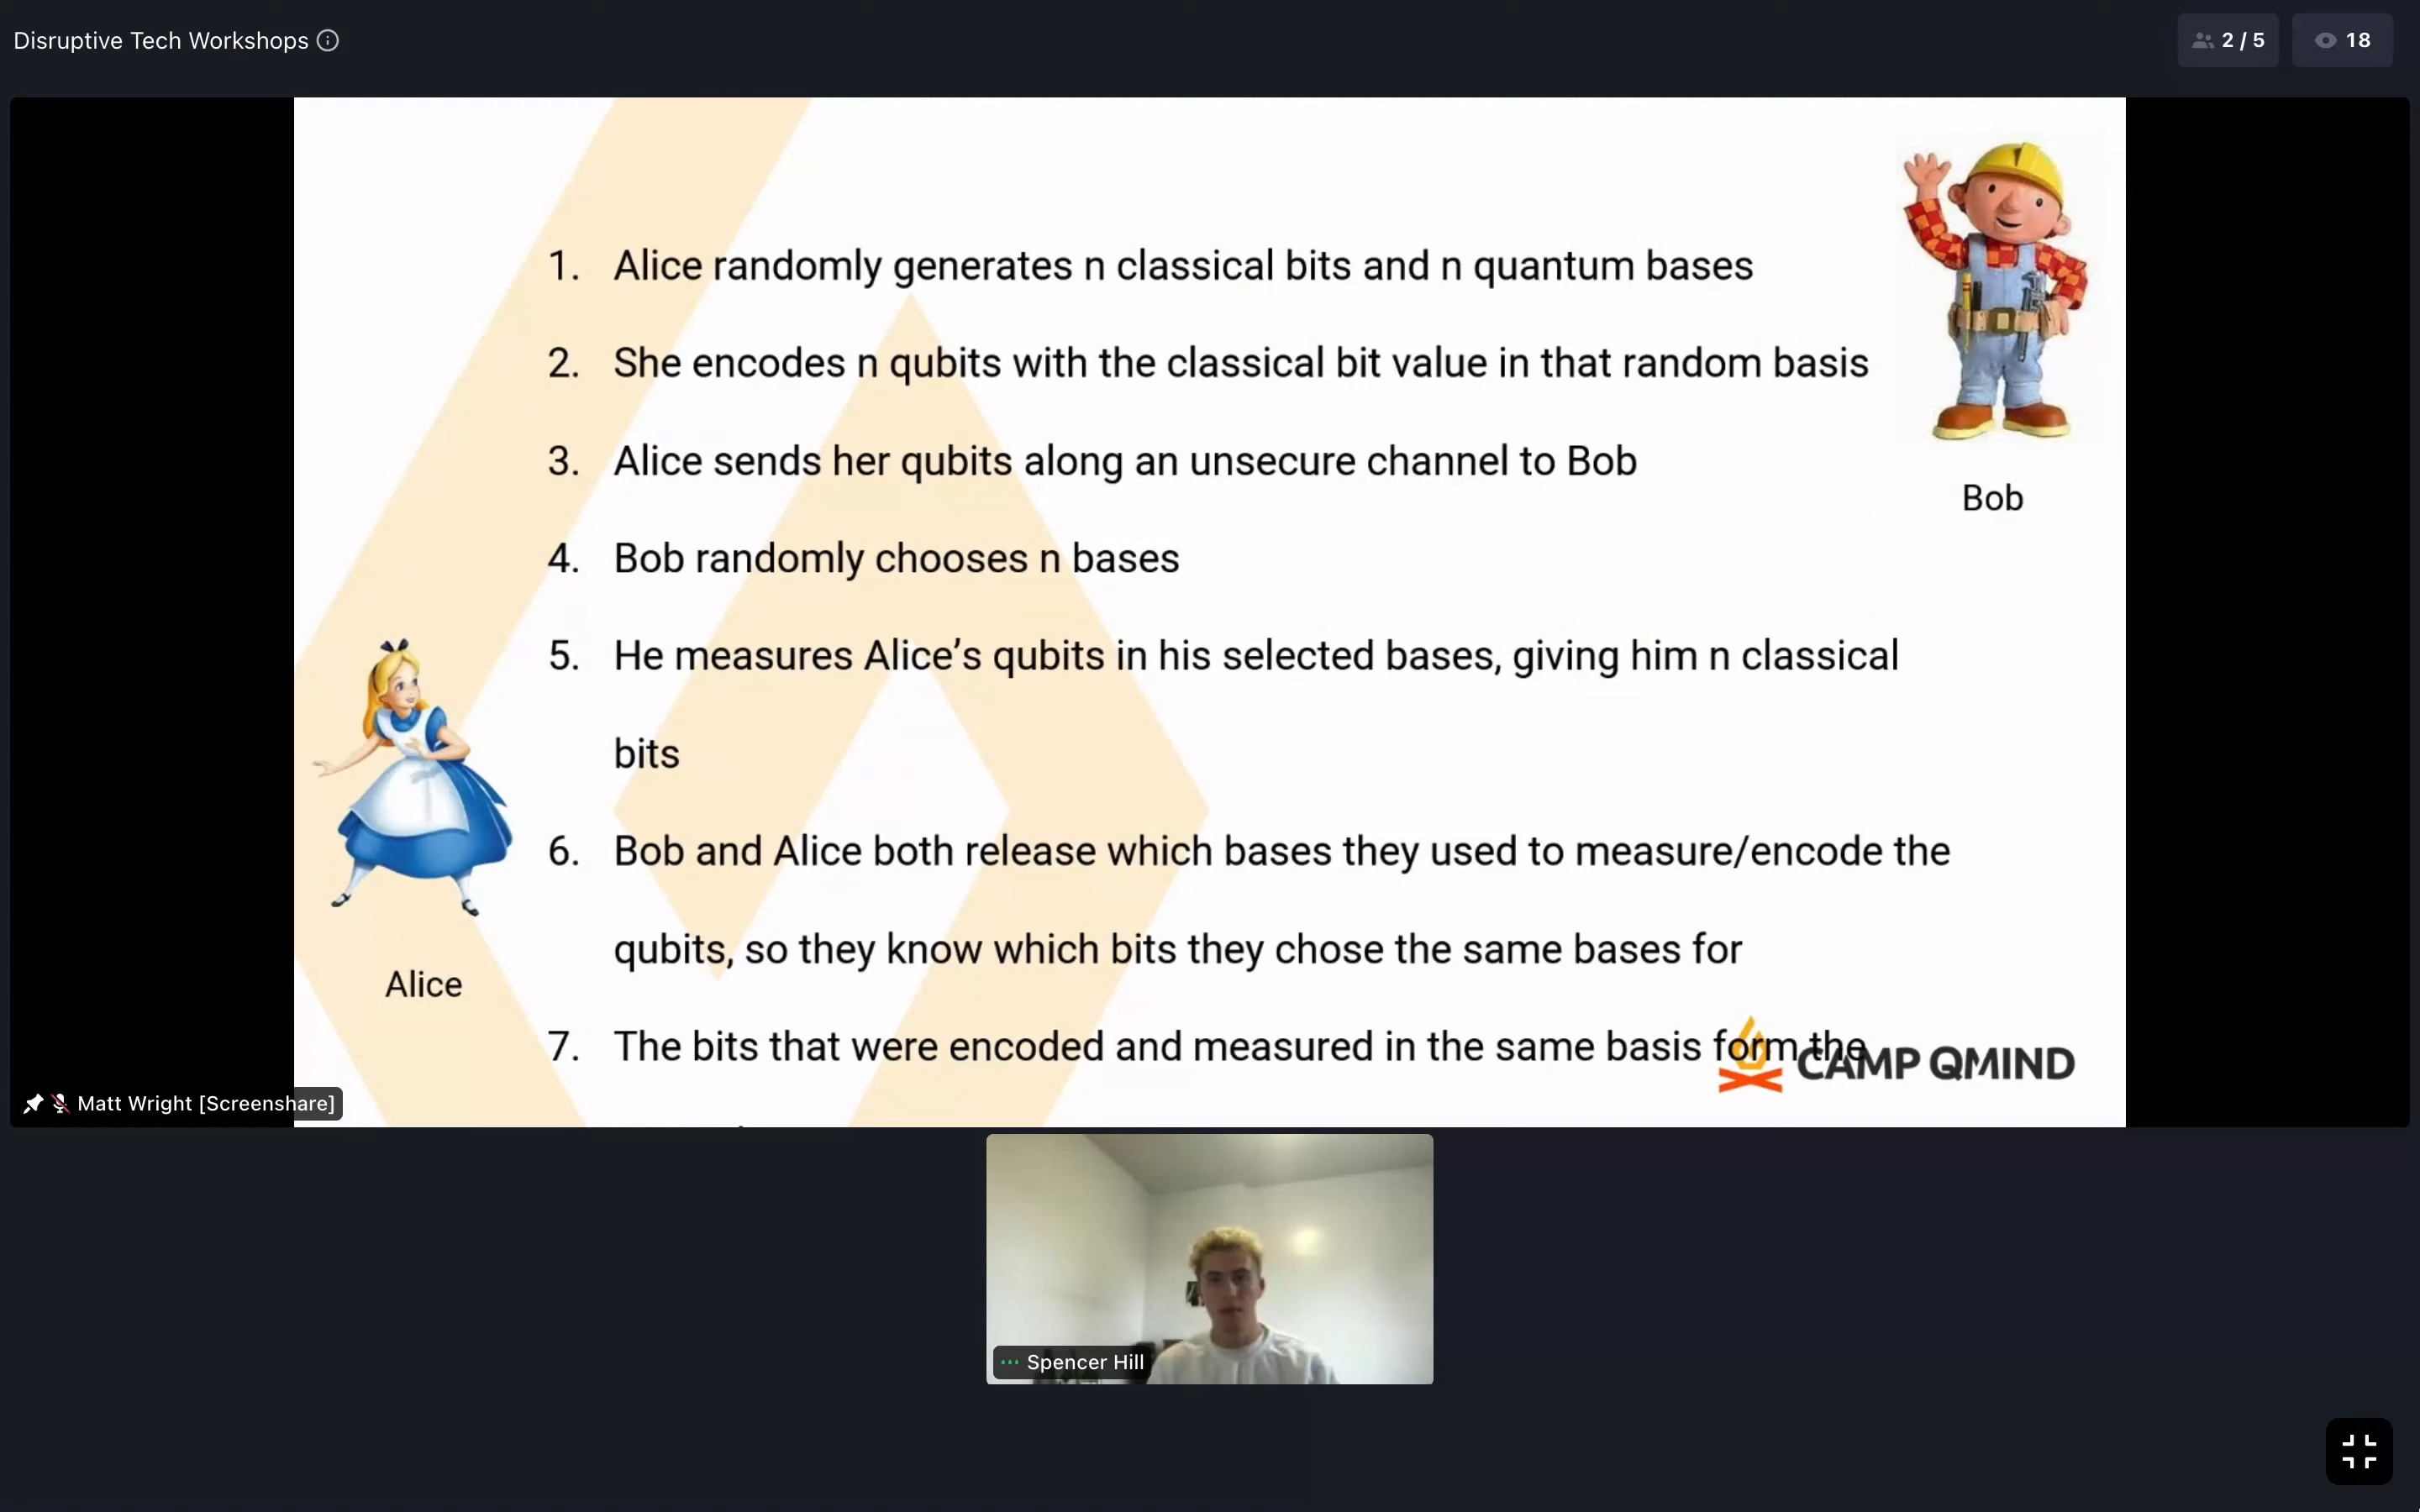 Disruptive Tech Workshops
2 / 5
18
1. Alice randomly generates n classical bits and n quantum bases
2. She encodes n qubits with the classical bit value in that random basis
3. Alice sends her qubits along an unsecure channel to Bob
Bob
4. Bob randomly chooses n bases
5. He measures Alice’s qubits in his selected bases, giving him n classical
bits
6. Bob and Alice both release which bases they used to measure/encode the
qubits, so they know which bits they chose the same bases for
Alice
7. The bits that were encoded and measured in the same basis form the
CAMP QMIND
Matt Wright [Screenshare]
Spencer Hill